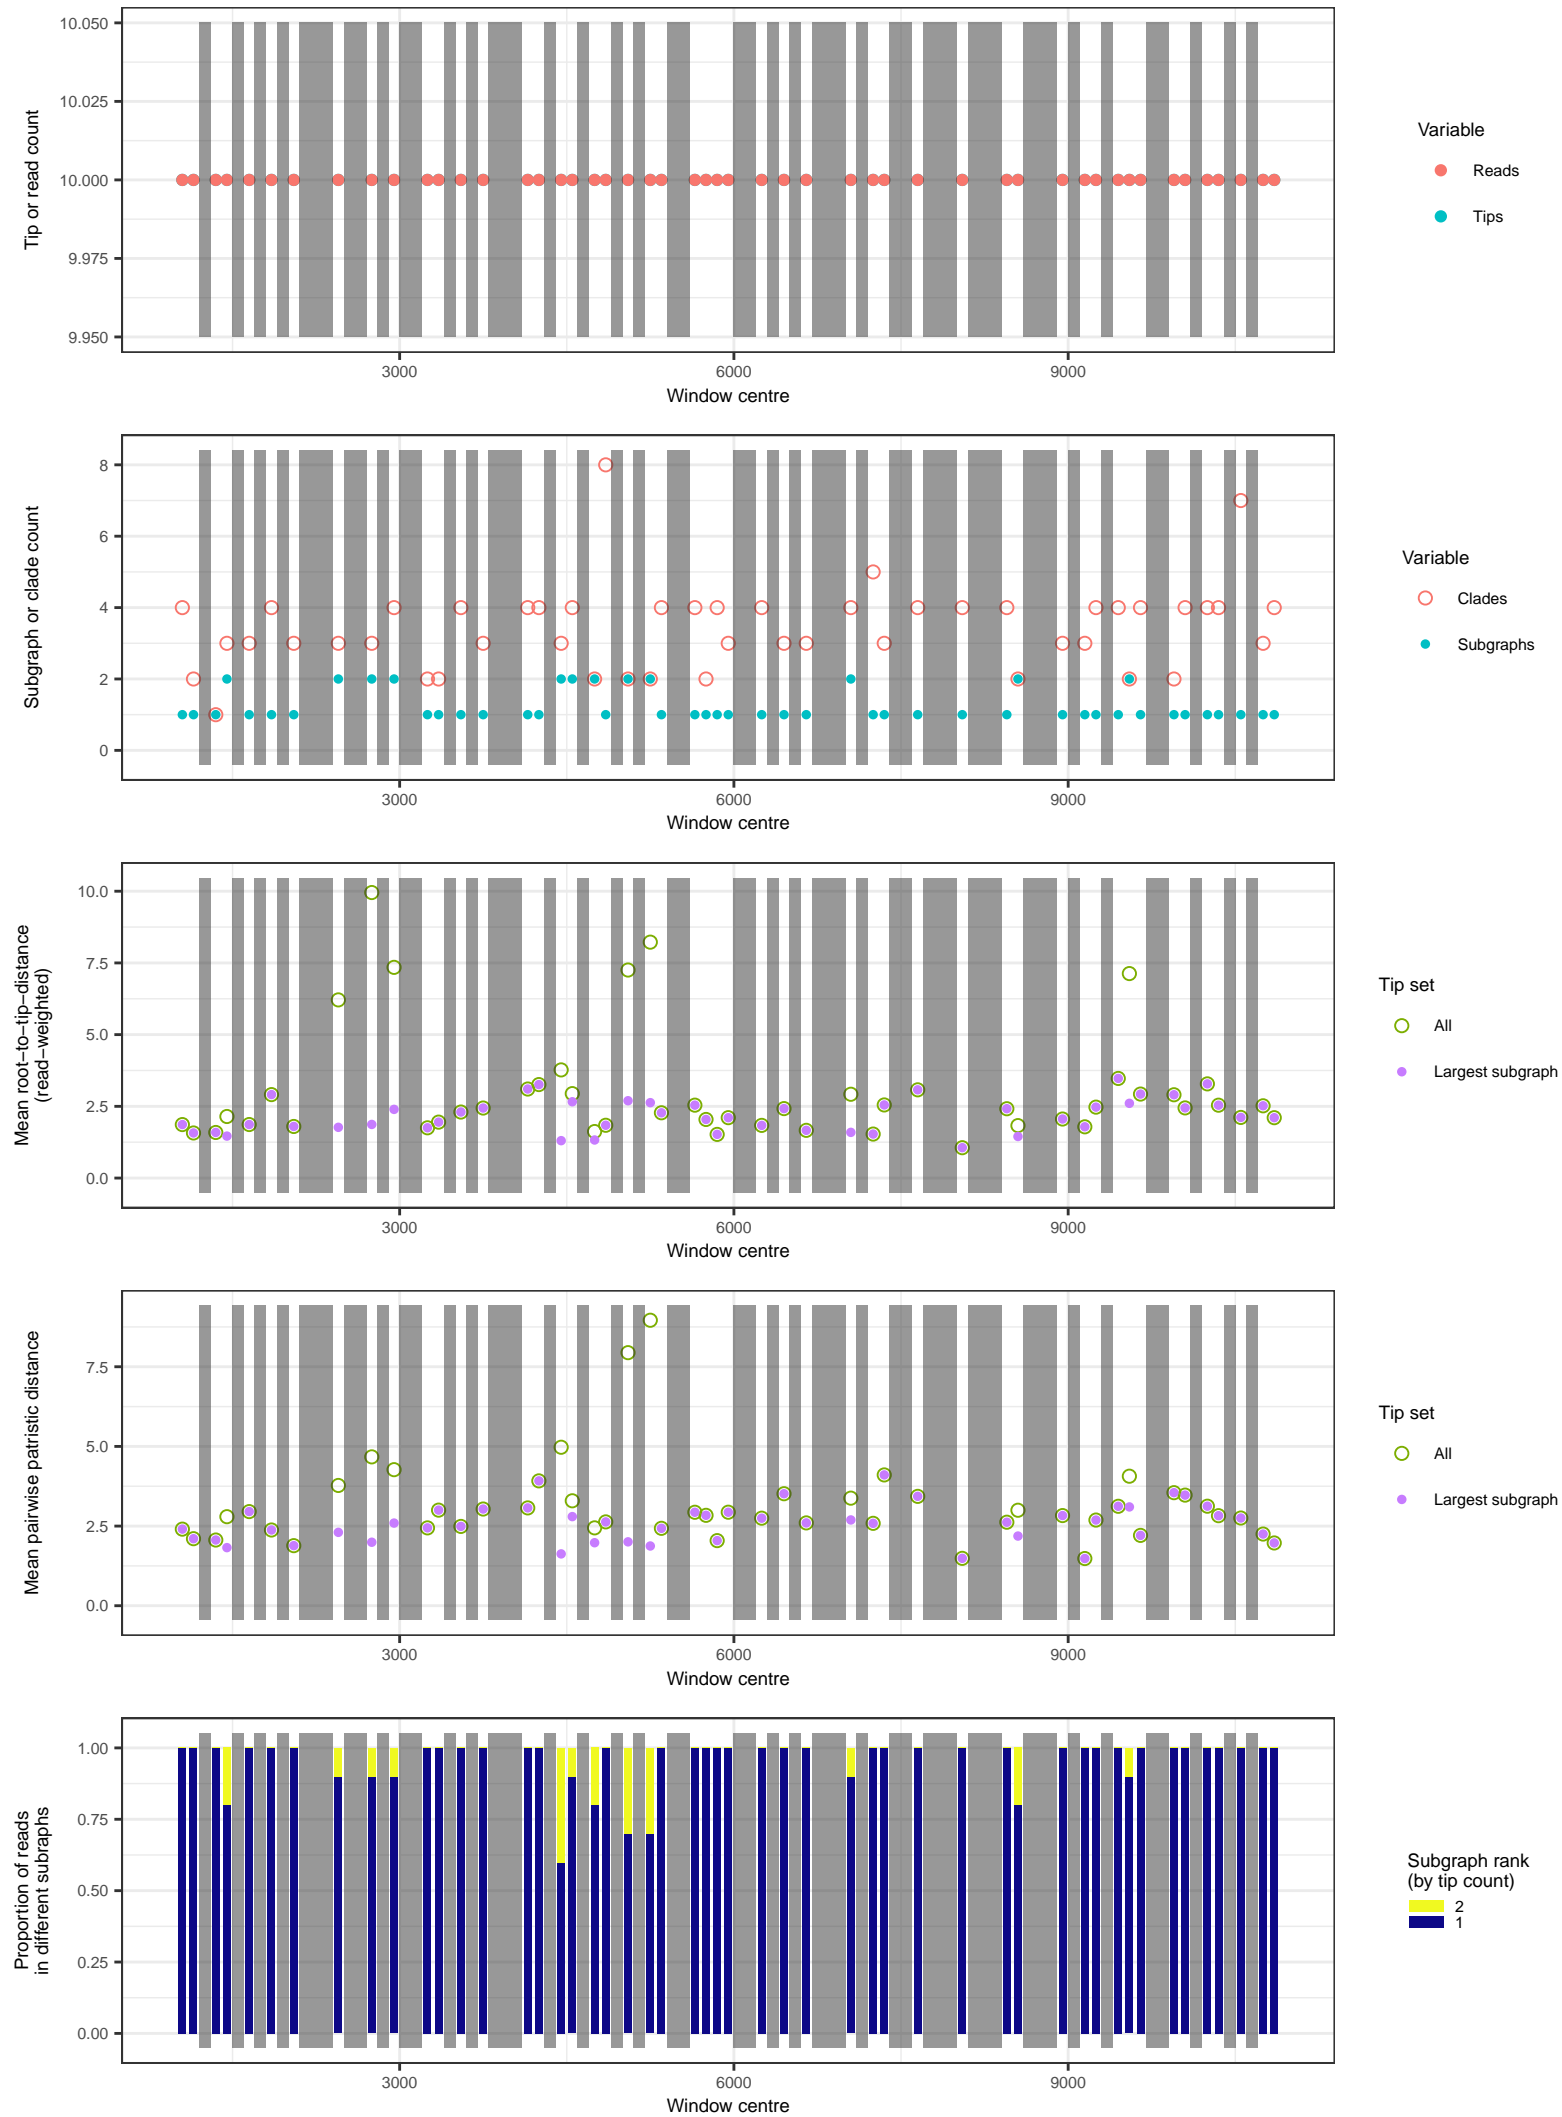 10.050
10.025
10.000
9.975
9.950
Tip or read count
3000
6000
9000
Window centre
Variable
Reads
Tips
8
6
4
2
0
Subgraph or clade count
3000
6000
9000
Window centre
Variable
Clades
Subgraphs
10.0
7.5
5.0
2.5
0.0
Mean root−to−tip−distance
(read−weighted)
3000
6000
9000
Window centre
Tip set
All
Largest subgraph
7.5
5.0
2.5
0.0
Mean pairwise patristic distance
3000
6000
9000
Window centre
Tip set
All
Largest subgraph
1.00
0.75
0.50
0.25
0.00
Proportion of reads
in different subraphs
3000
6000
9000
Window centre
Subgraph rank
(by tip count)
2
1